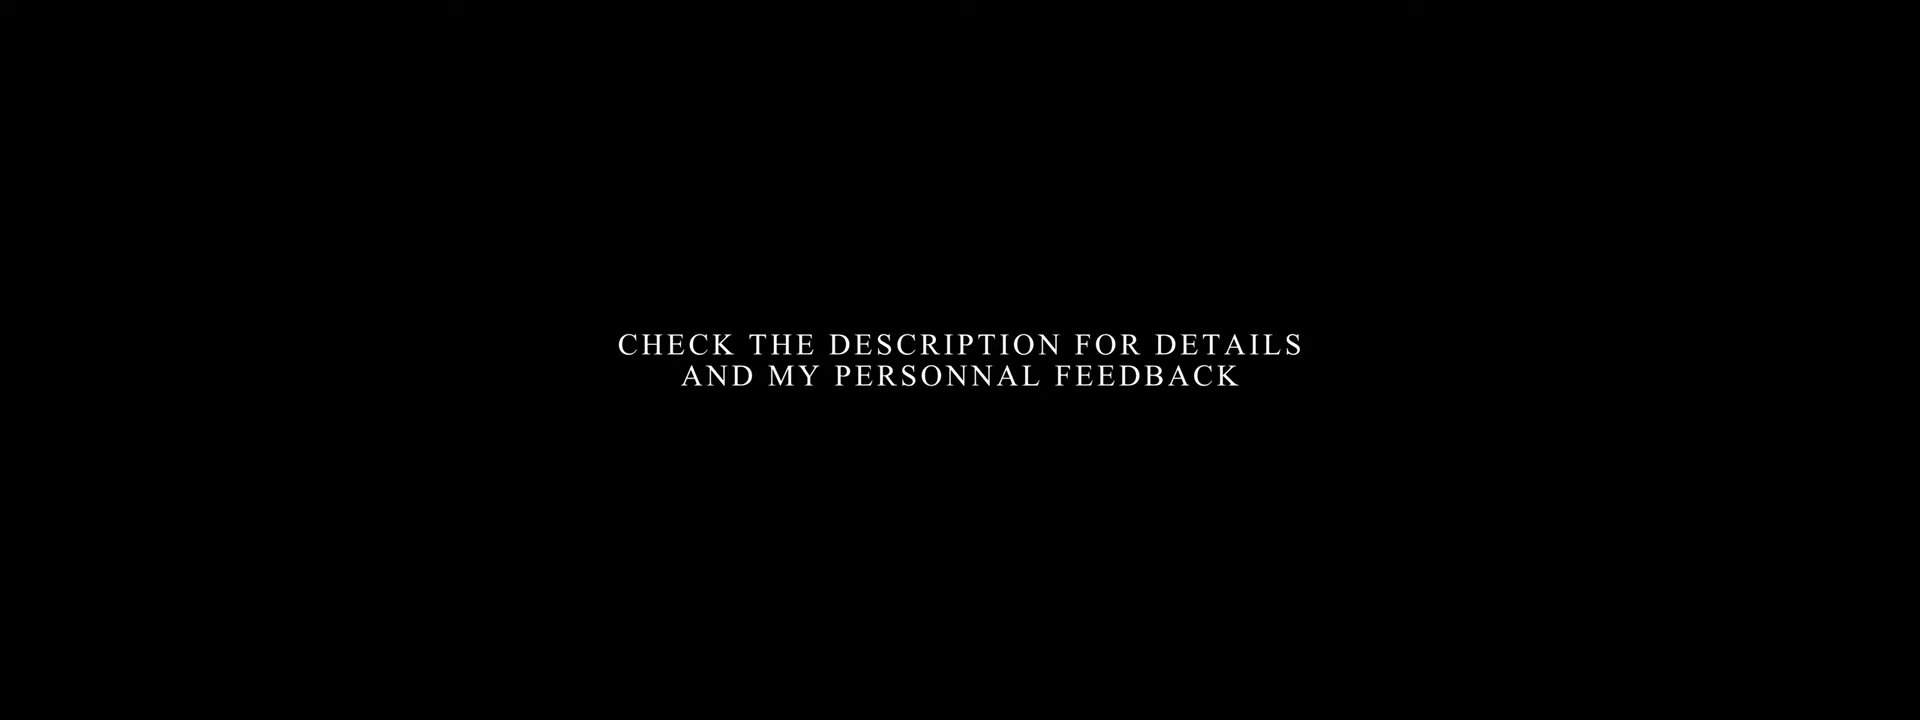 CHECK THE DESCRIPTION FOR DETAILS
AND MY PERSONNAL FEEDBACK